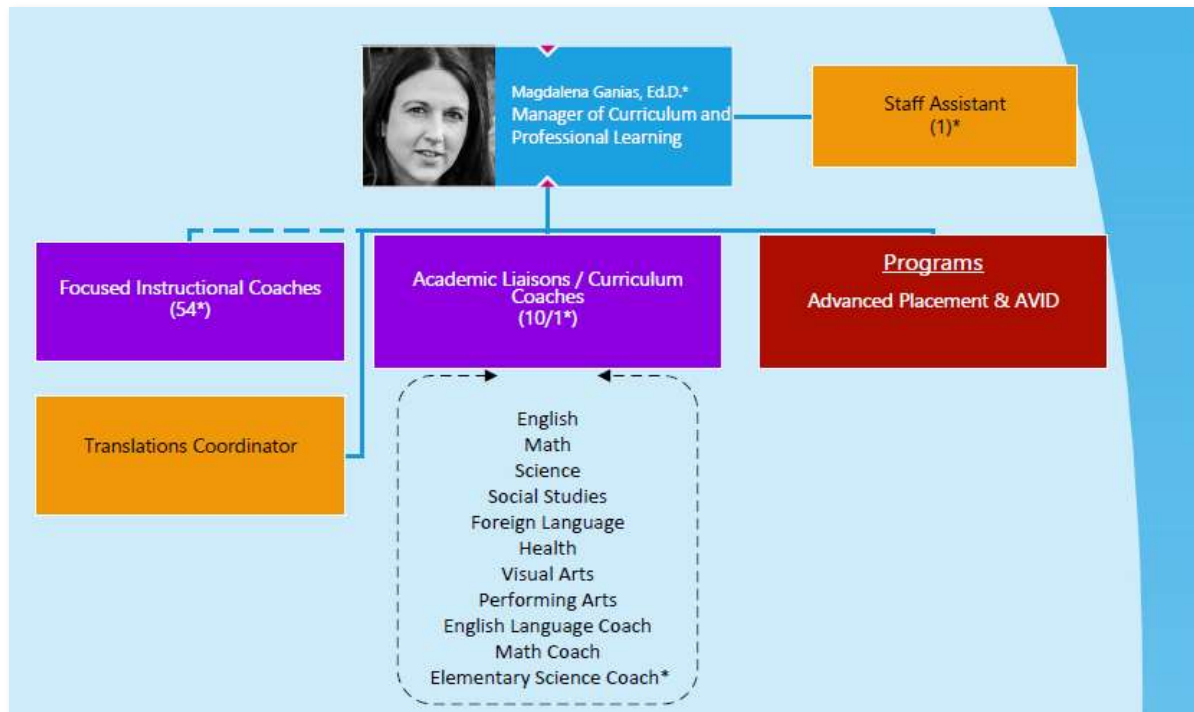 Magdalena Ganias, Ed.D.*
Manager of Curriculum and
Professional Learning
Staff Assistant
(1)*
Focused Instructional Coaches
(54*)
Academic Liaisons / Curriculum
Coaches
(10/1*)
Programs
Advanced Placement & AVID
Translations Coordinator
English
Math
Science
Social Studies
Foreign Language
Health
Visual Arts
Performing Arts
English Language Coach
Math Coach
Elementary Science Coach*